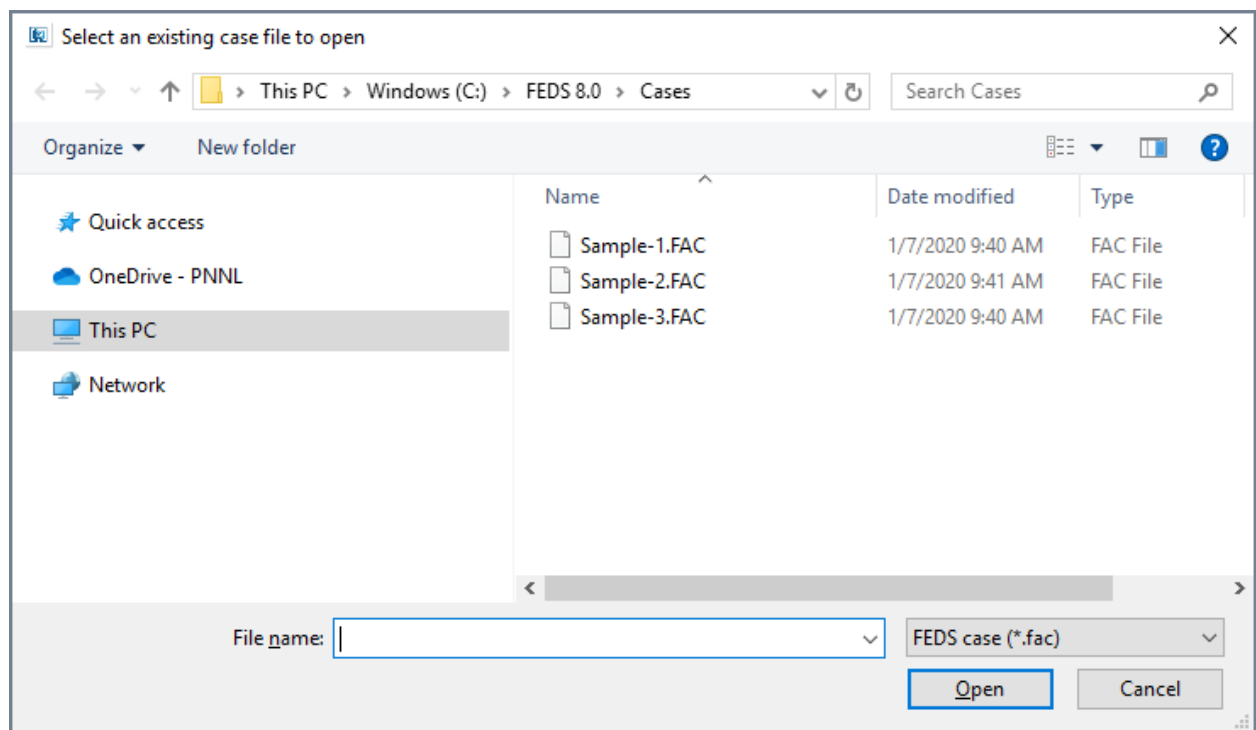 Select an existing case file to open
This PC > Windows (C:) > FEDS 8.0 > Cases
Search Cases
Organize New folder
Name Date modified Type
Quick access
OneDrive - PNNL
This PC
Network
Sample-1.FAC 1/7/2020 9:40 AM FAC File
Sample-2.FAC 1/7/2020 9:41 AM FAC File
Sample-3.FAC 1/7/2020 9:40 AM FAC File
File name: FEDS case (*.fac)
Open Cancel